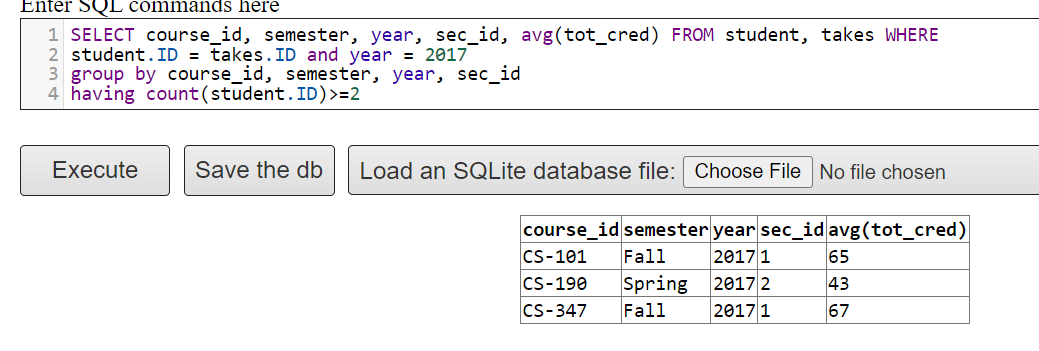 Enter SQL commands here
1 SELECT course_id, semester, year, sec_id, avg(tot_cred) FROM student, takes WHERE
2 student.ID = takes.ID and year = 2017
3 group by course_id, semester, year, sec_id
4 having count(student.ID)>=2
Execute Save the db Load an SQLite database file: Choose File No file chosen
course_id semester year sec_id avg(tot_cred)
CS-101 Fall 2017 1 65
CS-190 Spring 2017 2 43
CS-347 Fall 2017 1 67